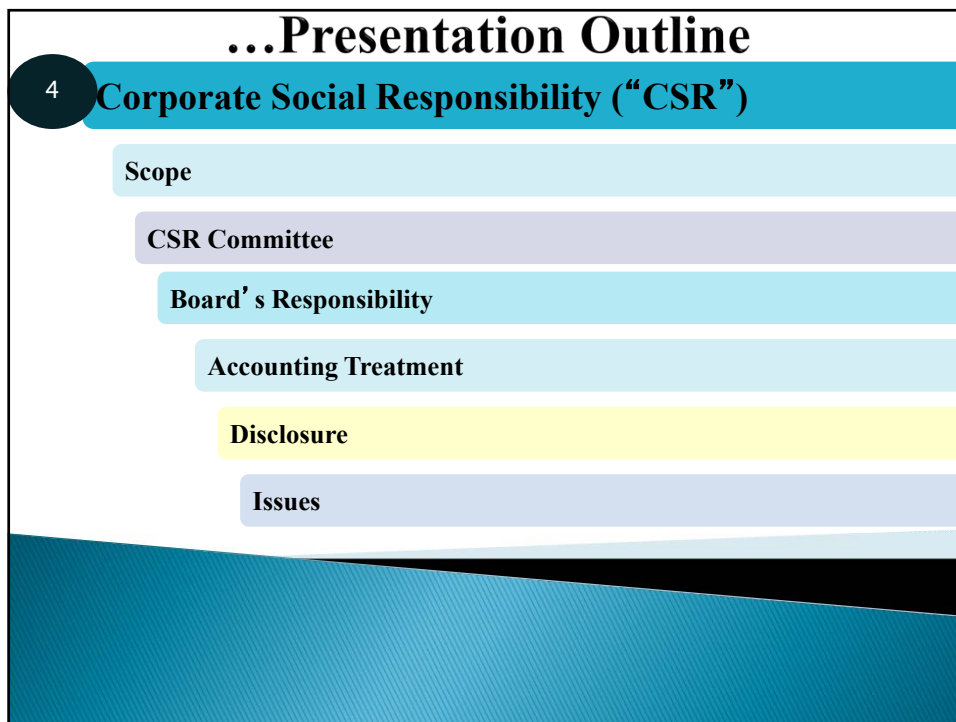 …Presentation Outline
4
Corporate Social Responsibility (“CSR”)
Scope
CSR Committee
Board’s Responsibility
Accounting Treatment
Disclosure
Issues